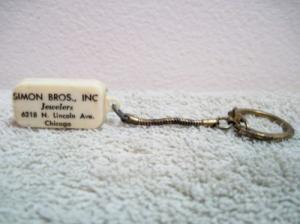 SIMON BROS., INC
Jewelers
6218 N. Lincoln Ave.
Chicago